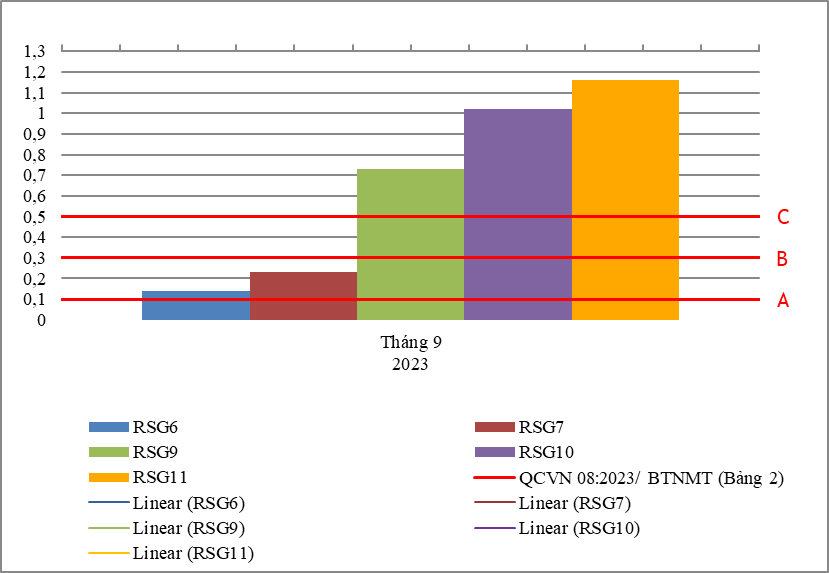 1,3
1,2
1,1
1
0,9
0,8
0,7
0,6
0,5
C
0,4
0,3
B
0,2
0,1
A
0
Tháng 9
2023
RSG6
RSG7
RSG9
RSG10
RSG11
QCVN 08:2023/ BTNMT (Bảng 2)
Linear (RSG6)
Linear (RSG7)
Linear (RSG9)
Linear (RSG10)
Linear (RSG11)